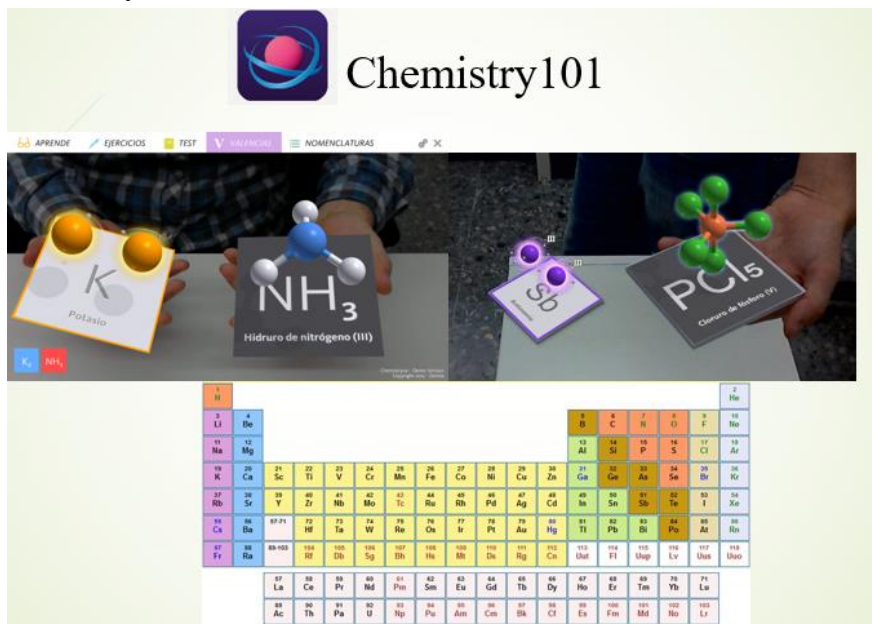 Chemistry101
APRENDE EJERCICIOS TEST V VALENCIAS NOMENCLATURAS
K
Potasio
NH3
Hidruro de nitrógeno (III)
K2 NH3
III
III
Sb
Antimonio
PCl5
Cloruro de fósforo (V)
1 2
H He
3 4 5 6 7 8 9 10
Li Be B C N O F Ne
11 12 13 14 15 16 17 18
Na Mg Al Si P S Cl Ar
19 20 21 22 23 24 25 26 27 28 29 30 31 32 33 34 35 36
K Ca Sc Ti V Cr Mn Fe Co Ni Cu Zn Ga Ge As Se Br Kr
37 38 39 40 41 42 43 44 45 46 47 48 49 50 51 52 53 54
Rb Sr Y Zr Nb Mo Tc Ru Rh Pd Ag Cd In Sn Sb Te I Xe
55 56 57-71 72 73 74 75 76 77 78 79 80 81 82 83 84 85 86
Cs Ba Hf Ta W Re Os Ir Pt Au Hg Tl Pb Bi Po At Rn
87 88 89-103 104 105 106 107 108 109 110 111 112 113 114 115 116 117 118
Fr Ra Rf Db Sg Bh Hs Mt Ds Rg Cn Uut Fl Uup Lv Uus Uuo
57 58 59 60 61 62 63 64 65 66 67 68 69 70 71
La Ce Pr Nd Pm Sm Eu Gd Tb Dy Ho Er Tm Yb Lu
89 90 91 92 93 94 95 96 97 98 99 100 101 102 103
Ac Th Pa U Np Pu Am Cm Bk Cf Es Fm Md No Lr